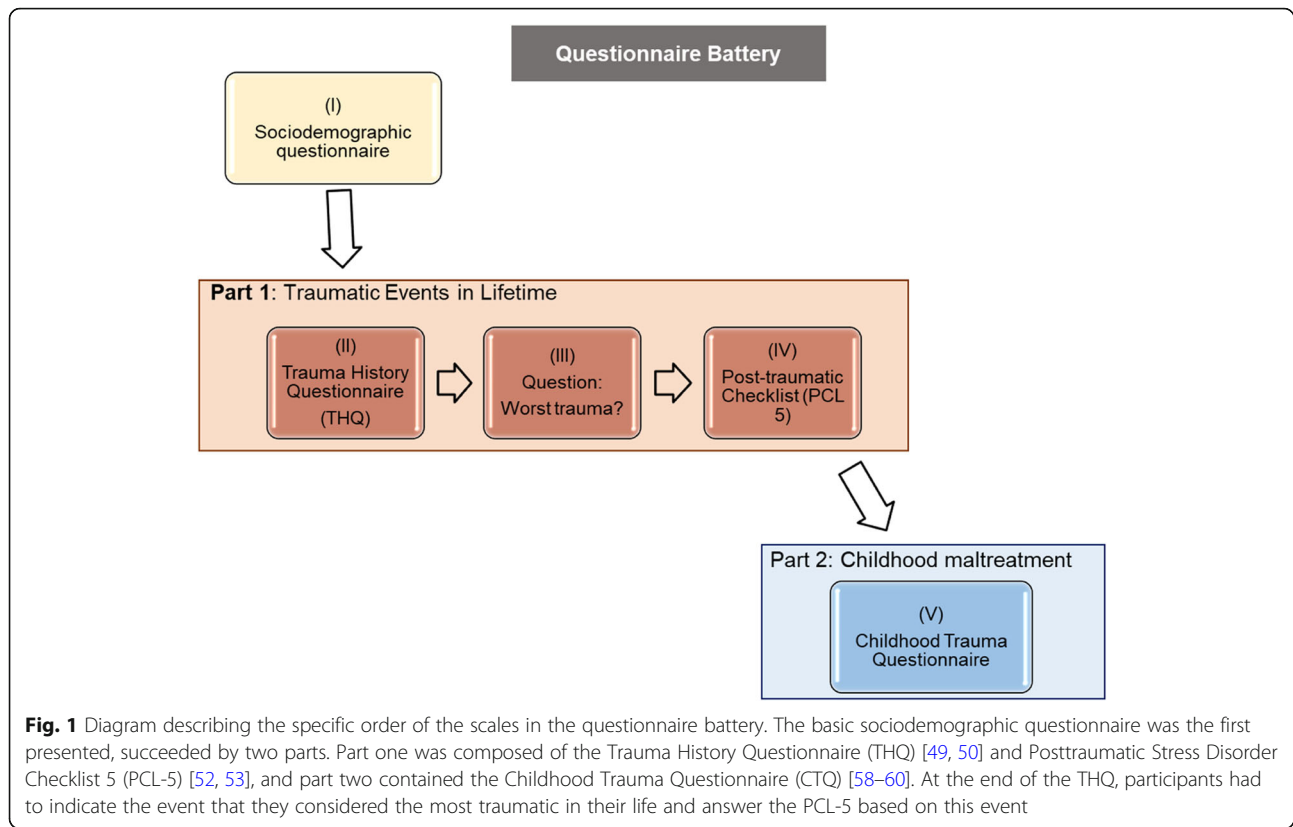 Questionnaire Battery
(I)
Sociodemographic
questionnaire
Part 1: Traumatic Events in Lifetime
(II)
Trauma History
Questionnaire
(THQ)
(III)
Question:
Worst trauma?
(IV)
Post-traumatic
Checklist (PCL
5)
Part 2: Childhood maltreatment
(V)
Childhood Trauma
Questionnaire
Fig. 1 Diagram describing the specific order of the scales in the questionnaire battery. The basic sociodemographic questionnaire was the first
presented, succeeded by two parts. Part one was composed of the Trauma History Questionnaire (THQ) [49, 50] and Posttraumatic Stress Disorder
Checklist 5 (PCL-5) [52, 53], and part two contained the Childhood Trauma Questionnaire (CTQ) [58–60]. At the end of the THQ, participants had
to indicate the event that they considered the most traumatic in their life and answer the PCL-5 based on this event